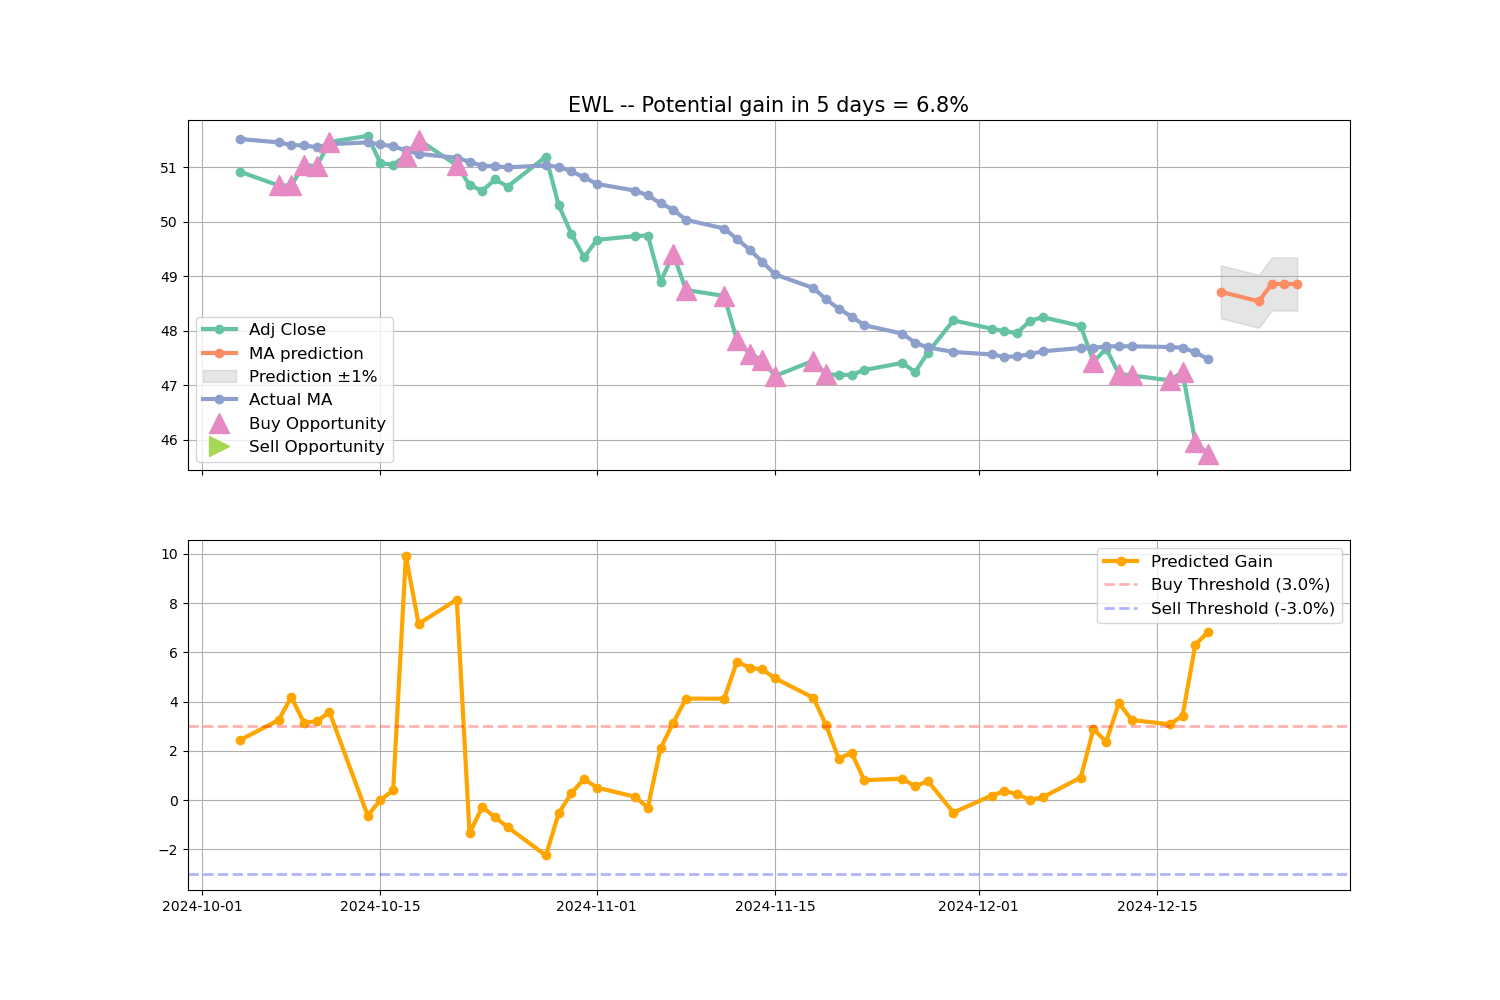 EWL -- Potential gain in 5 days = 6.8%
51
50
49
48
47
46
Adj Close
MA prediction
Prediction ±1%
Actual MA
Buy Opportunity
Sell Opportunity
10
8
6
4
2
0
−2
Predicted Gain
Buy Threshold (3.0%)
Sell Threshold (-3.0%)
2024-10-01
2024-10-15
2024-11-01
2024-11-15
2024-12-01
2024-12-15